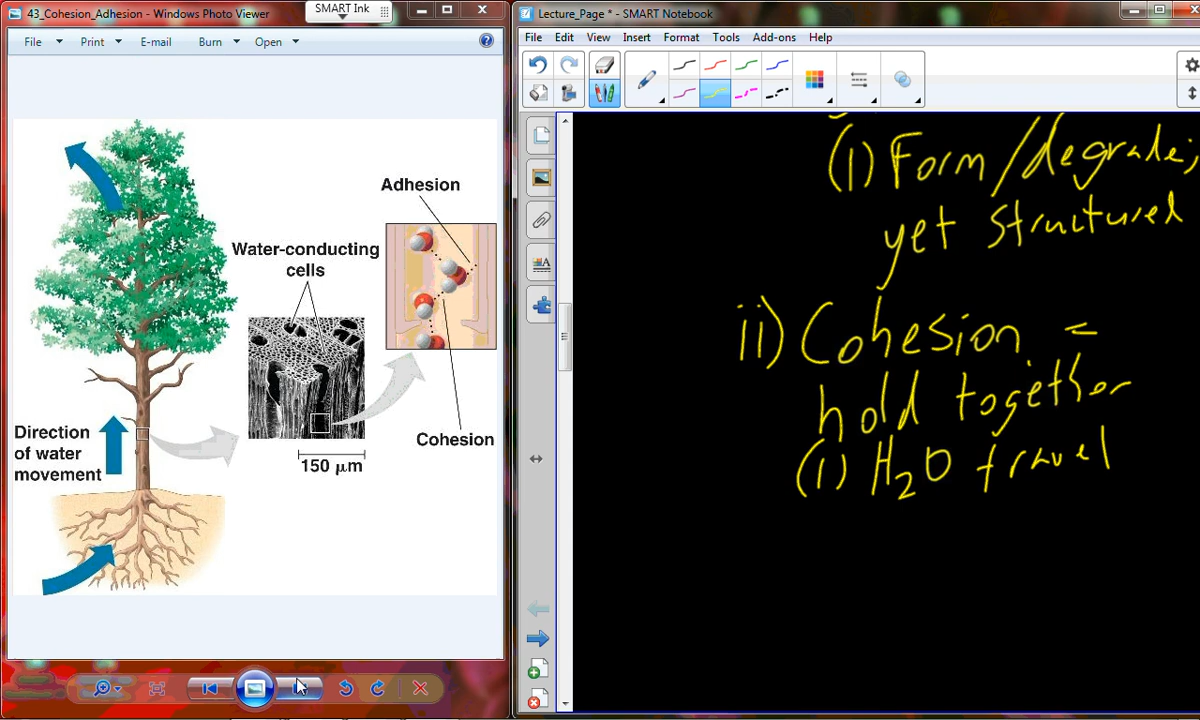 43_Cohesion_Adhesion - Windows Photo Viewer
SMART Ink
File Print E-mail Burn Open
Adhesion
Water-conducting
cells
Direction
of water
movement
Cohesion
150 µm
Lecture_Page * - SMART Notebook
File Edit View Insert Format Tools Add-ons Help
(1) Form/degrade;
yet structured
ii) Cohesion =
hold together
(1) H2O travel